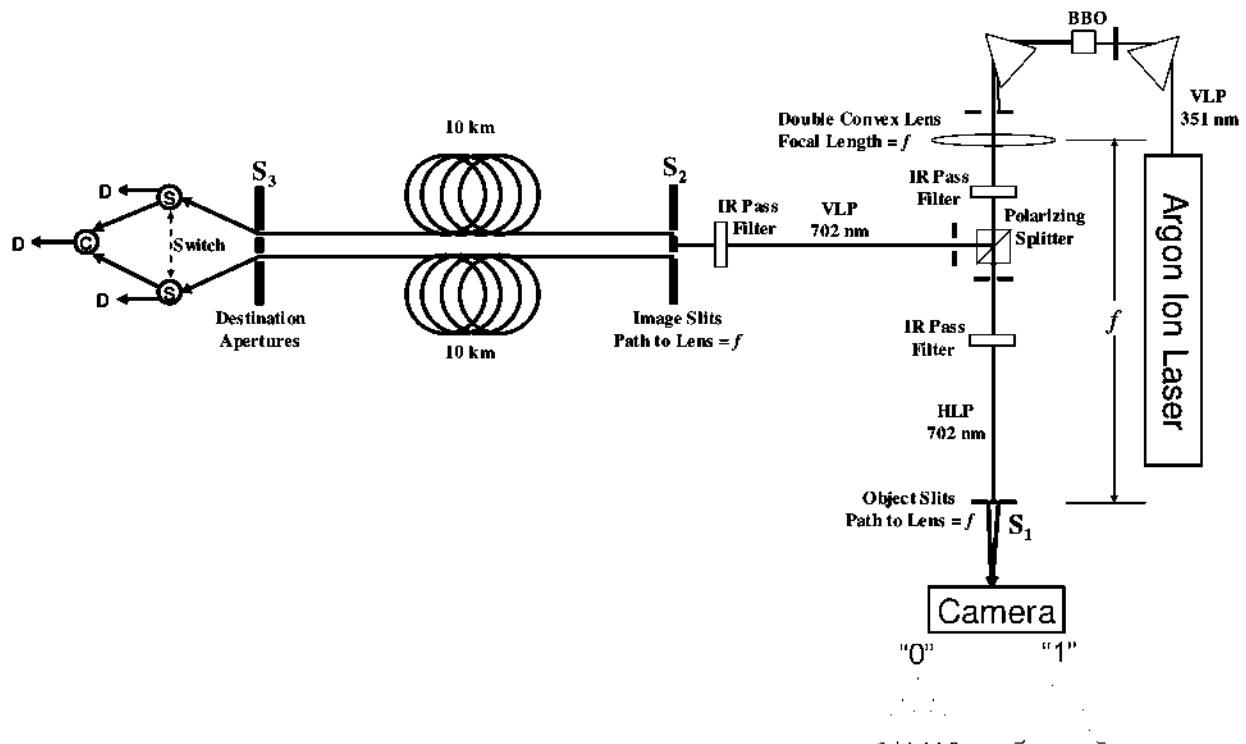 BBO
VLP
351 nm
Double Convex Lens
Focal Length = f
10 km
S3
S2
D
S
IR Pass
Filter
VLP
702 nm
IR Pass
Filter
Polarizing
Splitter
Argon Ion Laser
D
C
Switch
D
S
Destination
Apertures
Image Slits
Path to Lens = f
10 km
IR Pass
Filter
f
HLP
702 nm
Object Slits
Path to Lens = f
S1
Camera
"0"
"1"